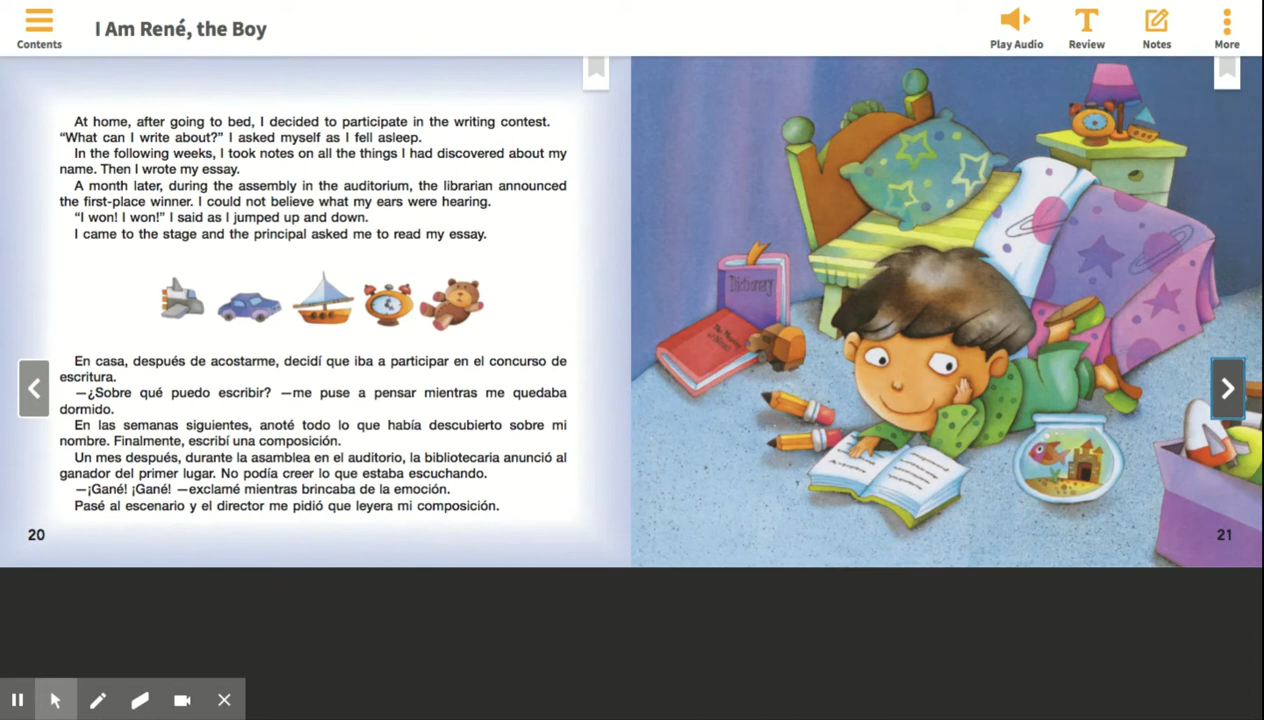 I Am René, the Boy
Contents
Play Audio
Review
Notes
More
At home, after going to bed, I decided to participate in the writing contest.
“What can I write about?” I asked myself as I fell asleep.
In the following weeks, I took notes on all the things I had discovered about my
name. Then I wrote my essay.
A month later, during the assembly in the auditorium, the librarian announced
the first-place winner. I could not believe what my ears were hearing.
“I won! I won!” I said as I jumped up and down.
I came to the stage and the principal asked me to read my essay.
En casa, después de acostarme, decidí que iba a participar en el concurso de
escritura.
—¿Sobre qué puedo escribir? —me puse a pensar mientras me quedaba
dormido.
En las semanas siguientes, anoté todo lo que había descubierto sobre mi
nombre. Finalmente, escribí una composición.
Un mes después, durante la asamblea en el auditorio, la bibliotecaria anunció al
ganador del primer lugar. No podía creer lo que estaba escuchando.
—¡Gané! ¡Gané! —exclamé mientras brincaba de la emoción.
Pasé al escenario y el director me pidió que leyera mi composición.
20
Dictionary
21